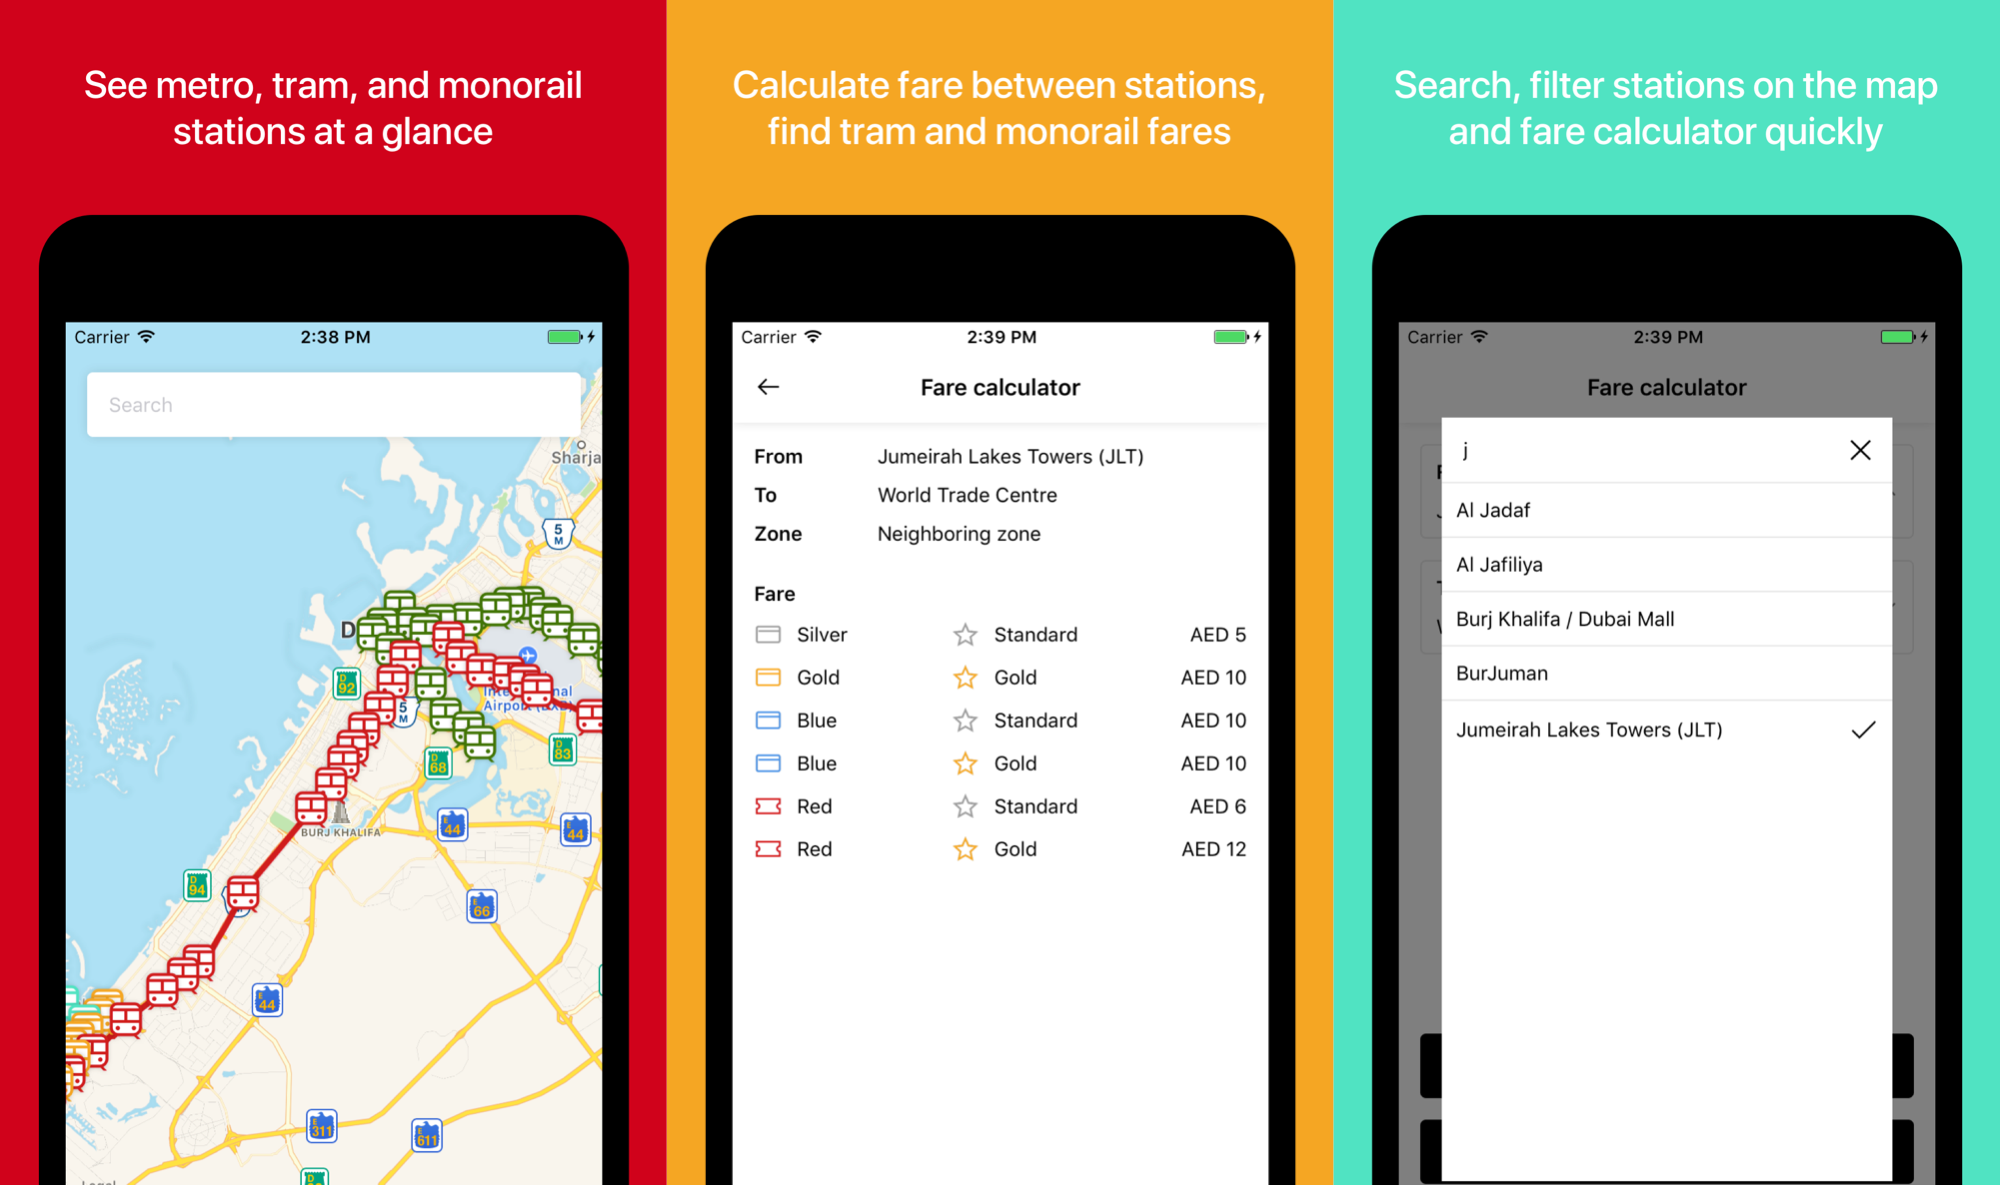 See metro, tram, and monorail
stations at a glance
Carrier
2:38 PM
Search
Sharja
5
M
D
D
92
5
M
nal
Airport
D
68
D
83
BURJ KHALIFA
E
44
E
44
D
94
E
66
E
44
E
311
E
611
D
Calculate fare between stations,
find tram and monorail fares
Carrier
2:39 PM
Fare calculator
From Jumeirah Lakes Towers (JLT)
To World Trade Centre
Zone Neighboring zone
Fare
Silver Standard AED 5
Gold Gold AED 10
Blue Standard AED 10
Blue Gold AED 10
Red Standard AED 6
Red Gold AED 12
Search, filter stations on the map
and fare calculator quickly
Carrier
2:39 PM
Fare calculator
j
Al Jadaf
Al Jafiliya
Burj Khalifa / Dubai Mall
BurJuman
Jumeirah Lakes Towers (JLT)